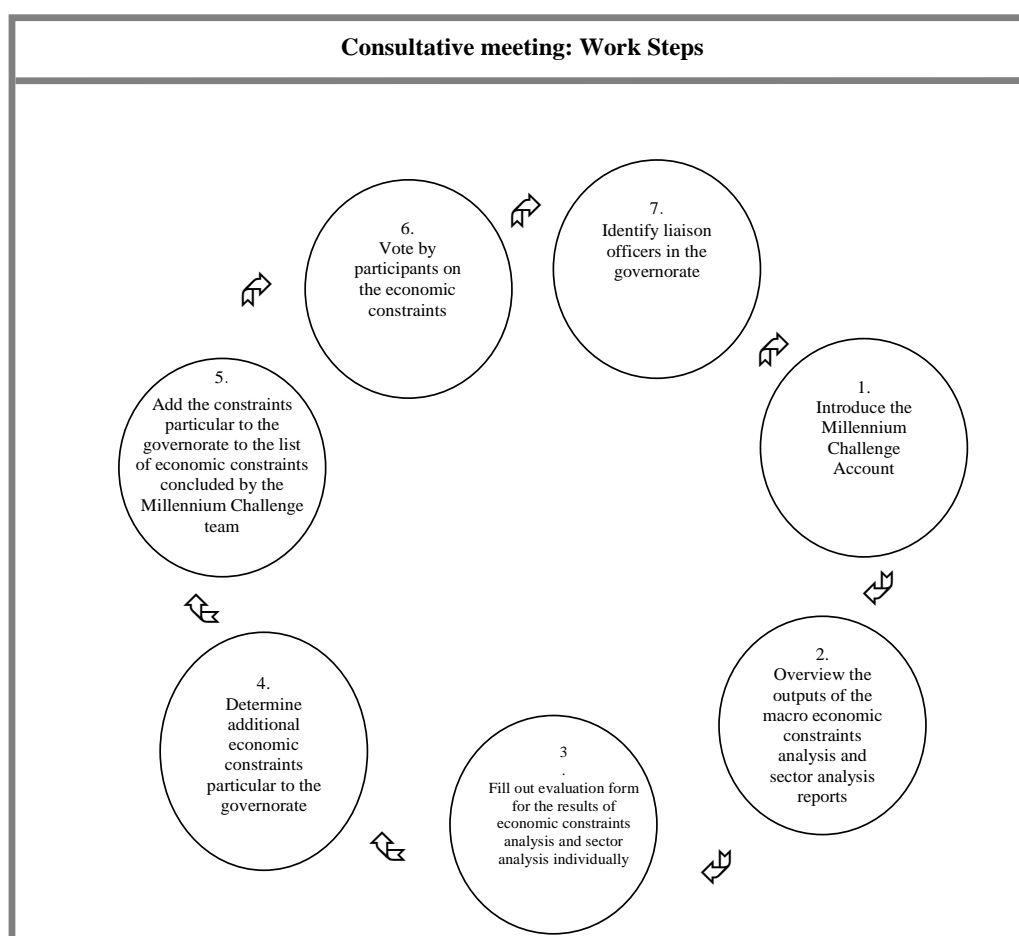 Consultative meeting: Work Steps
1.
Introduce the
Millennium
Challenge
Account
2.
Overview the
outputs of the
macro economic
constraints
analysis and
sector analysis
reports
3
.
Fill out evaluation form
for the results of
economic constraints
analysis and sector
analysis individually
4.
Determine
additional
economic
constraints
particular to the
governorate
5.
Add the constraints
particular to the
governorate to the list
of economic constraints
concluded by the
Millennium Challenge
team
6.
Vote by
participants on
the economic
constraints
7.
Identify liaison
officers in the
governorate